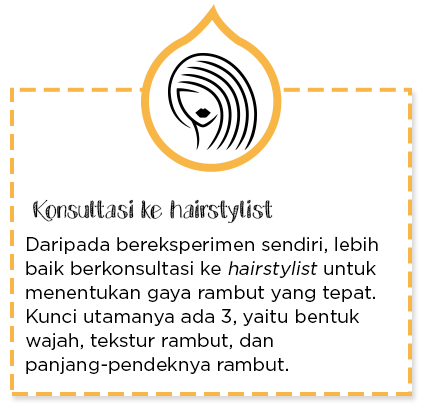 Konsultasi ke hairstylist
Daripada bereksperimen sendiri, lebih
baik berkonsultasi ke hairstylist untuk
menentukan gaya rambut yang tepat.
Kunci utamanya ada 3, yaitu bentuk
wajah, tekstur rambut, dan
panjang-pendeknya rambut.